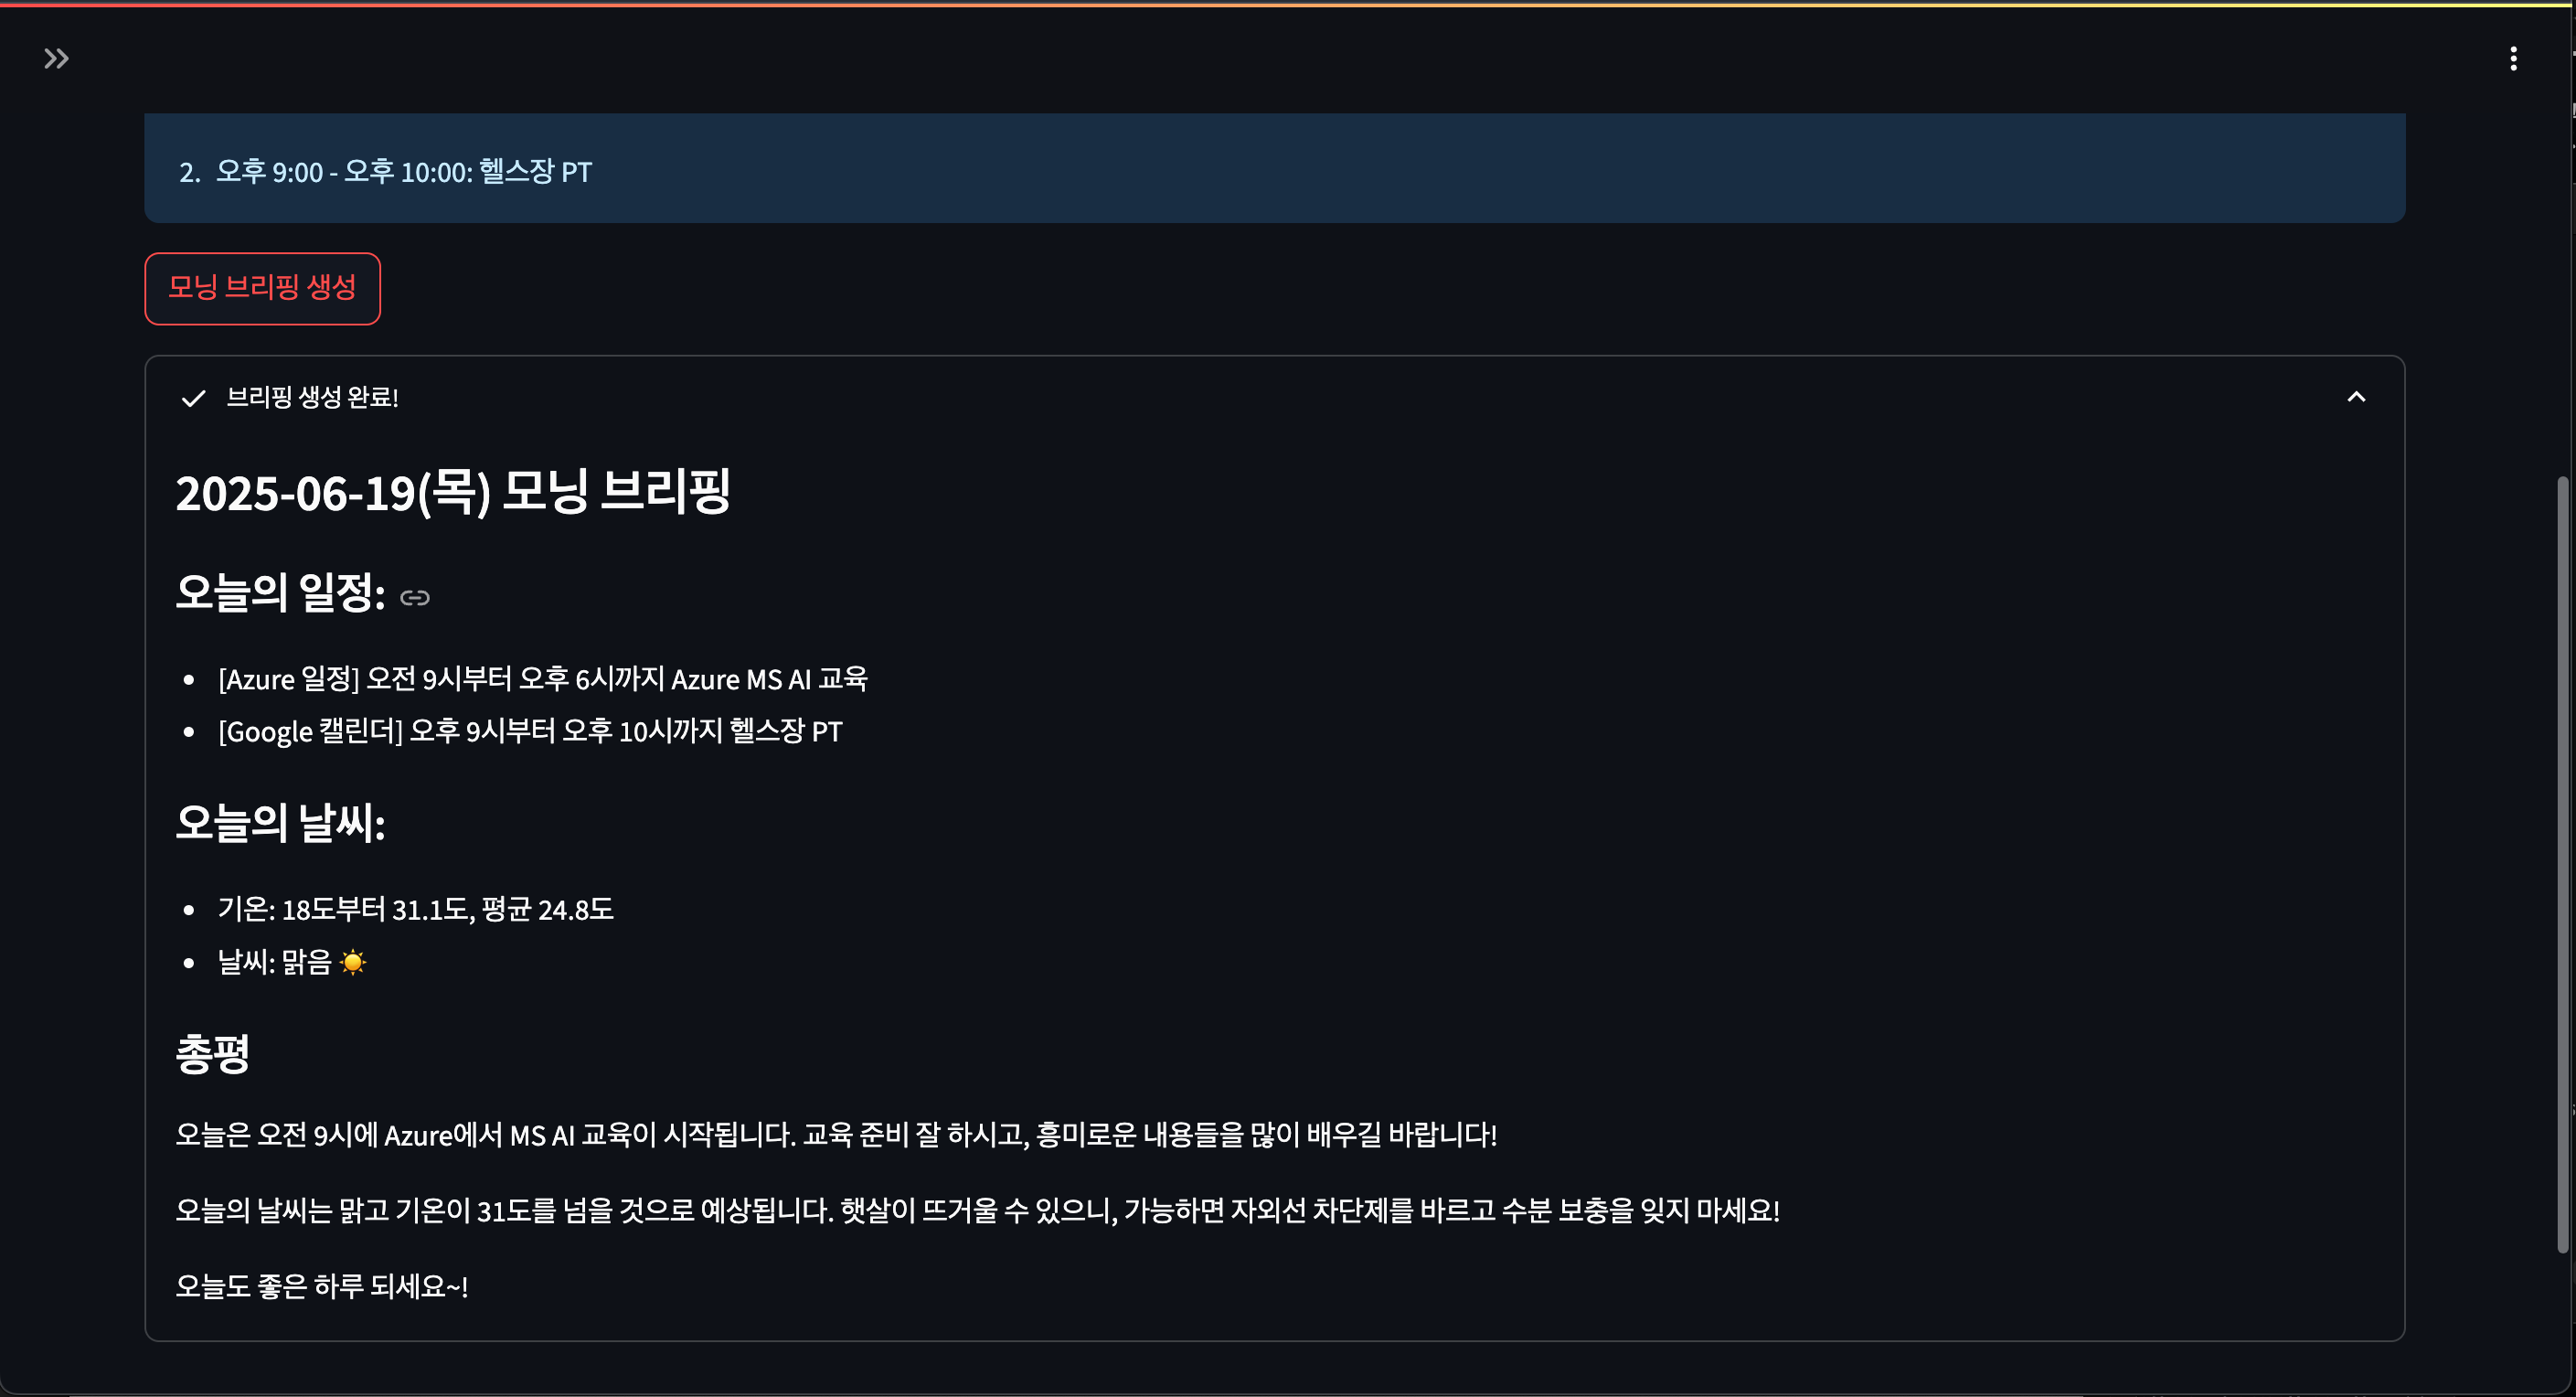 2. 오후 9:00 - 오후 10:00: 헬스장 PT
모닝 브리핑 생성
브리핑 생성 완료!
2025-06-19(목) 모닝 브리핑
오늘의 일정:
[Azure 일정] 오전 9시부터 오후 6시까지 Azure MS AI 교육
[Google 캘린더] 오후 9시부터 오후 10시까지 헬스장 PT
오늘의 날씨:
기온: 18도부터 31.1도, 평균 24.8도
날씨: 맑음 ☀️
총평
오늘은 오전 9시에 Azure에서 MS AI 교육이 시작됩니다. 교육 준비 잘 하시고, 흥미로운 내용들을 많이 배우길 바랍니다!
오늘의 날씨는 맑고 기온이 31도를 넘을 것으로 예상됩니다. 햇살이 뜨거울 수 있으니, 가능하면 자외선 차단제를 바르고 수분 보충을 잊지 마세요!
오늘도 좋은 하루 되세요~!